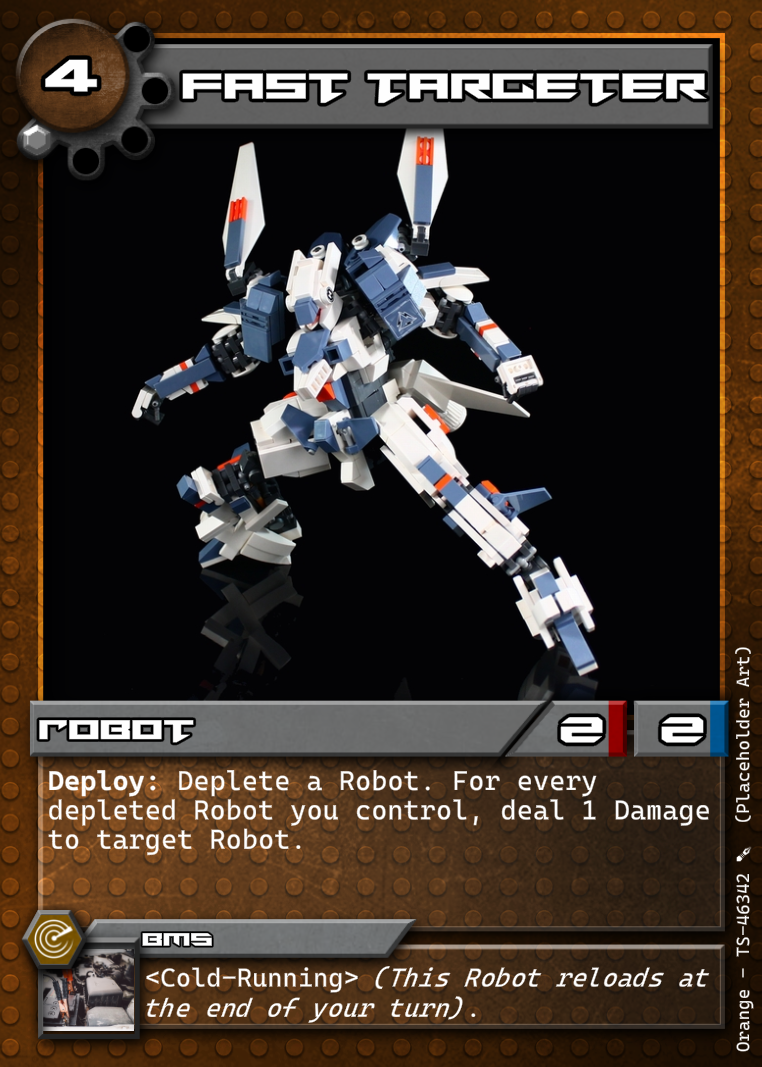 4
FAST TARGETER
ROBOT
2 2
Deploy: Deplete a Robot. For every
depleted Robot you control, deal 1 Damage
to target Robot.
BMS
<Cold-Running> (This Robot reloads at
the end of your turn).
Orange - TS-46342 (Placeholder Art)